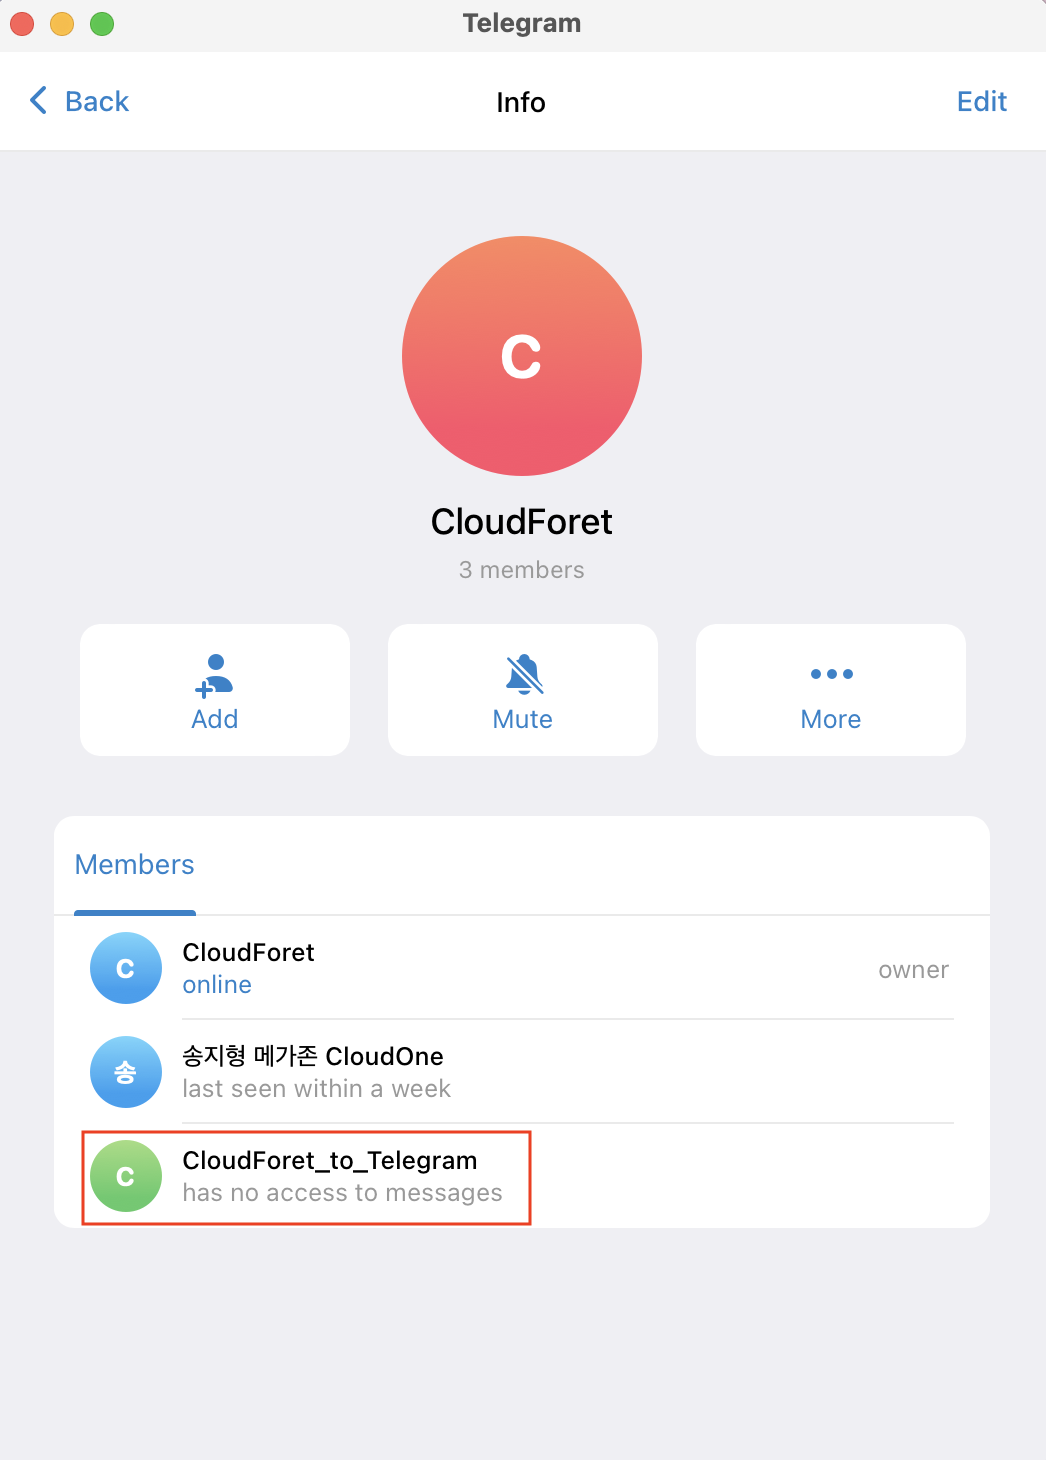 Telegram
Back
Info
Edit
C
CloudForet
3 members
Add
Mute
More
Members
C
CloudForet
online
owner
송
송지형 메가존 CloudOne
last seen within a week
C
CloudForet_to_Telegram
has no access to messages